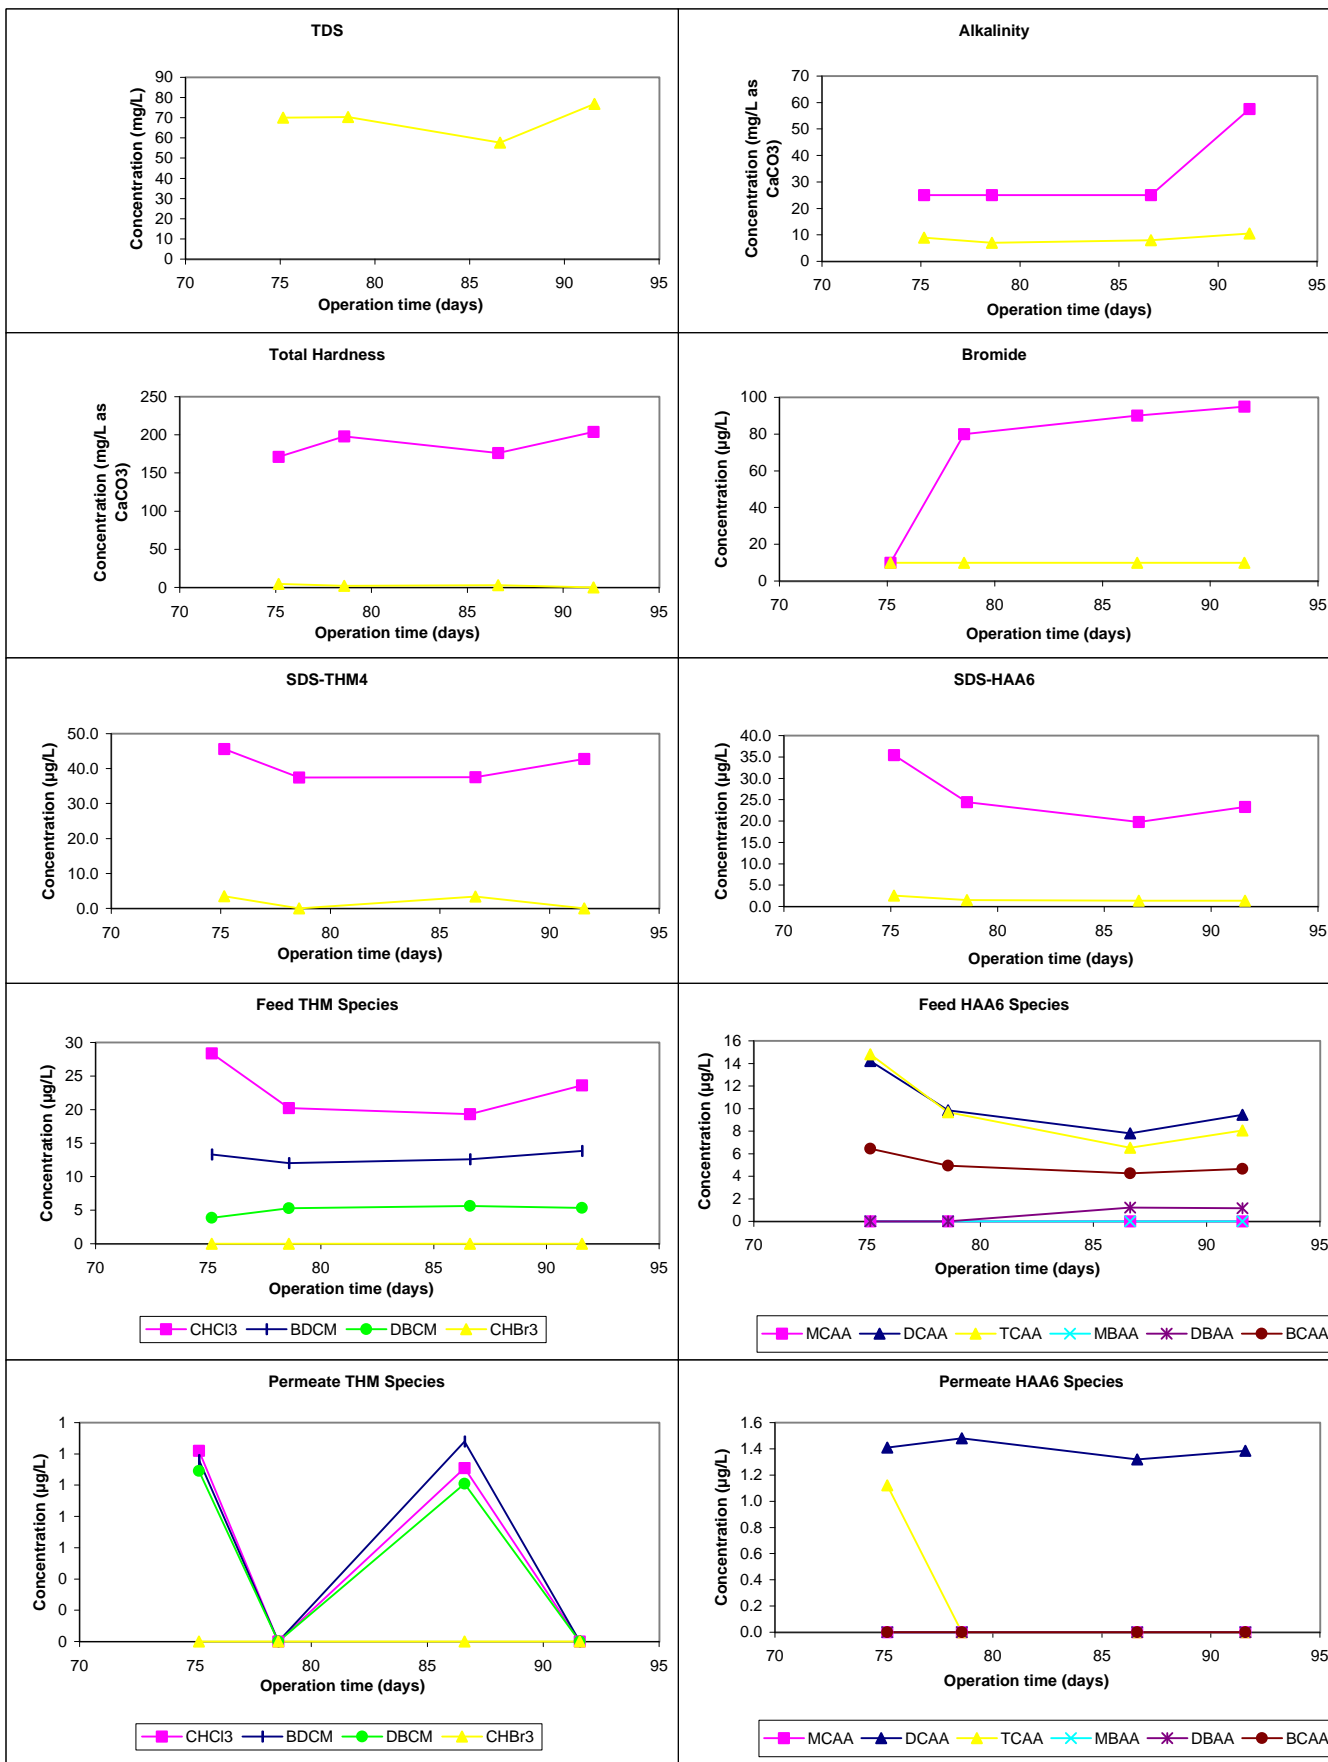 TDS
Concentration (mg/L)
90
80
70
60
50
40
30
20
10
0
70 75 80 85 90 95
Operation time (days)
Alkalinity
Concentration (mg/L as
CaCO3)
70
60
50
40
30
20
10
0
70 75 80 85 90 95
Operation time (days)
Total Hardness
Concentration (mg/L as
CaCO3)
250
200
150
100
50
0
70 75 80 85 90 95
Operation time (days)
Bromide
Concentration (µg/L)
100
80
60
40
20
0
70 75 80 85 90 95
Operation time (days)
SDS-THM4
Concentration (µg/L)
50.0
40.0
30.0
20.0
10.0
0.0
70 75 80 85 90 95
Operation time (days)
SDS-HAA6
Concentration (µg/L)
40.0
35.0
30.0
25.0
20.0
15.0
10.0
5.0
0.0
70 75 80 85 90 95
Operation time (days)
Feed THM Species
Concentration (µg/L)
30
25
20
15
10
5
0
70 75 80 85 90 95
Operation time (days)
CHCl3 BDCM DBCM CHBr3
Feed HAA6 Species
Concentration (µg/L)
16
14
12
10
8
6
4
2
0
70 75 80 85 90 95
Operation time (days)
MCAA DCAA TCAA MBAA DBAA BCAA
Permeate THM Species
Concentration (µg/L)
1
1
1
1
1
0
0
0
70 75 80 85 90 95
Operation time (days)
CHCl3 BDCM DBCM CHBr3
Permeate HAA6 Species
Concentration (µg/L)
1.6
1.4
1.2
1.0
0.8
0.6
0.4
0.2
0.0
70 75 80 85 90 95
Operation time (days)
MCAA DCAA TCAA MBAA DBAA BCAA